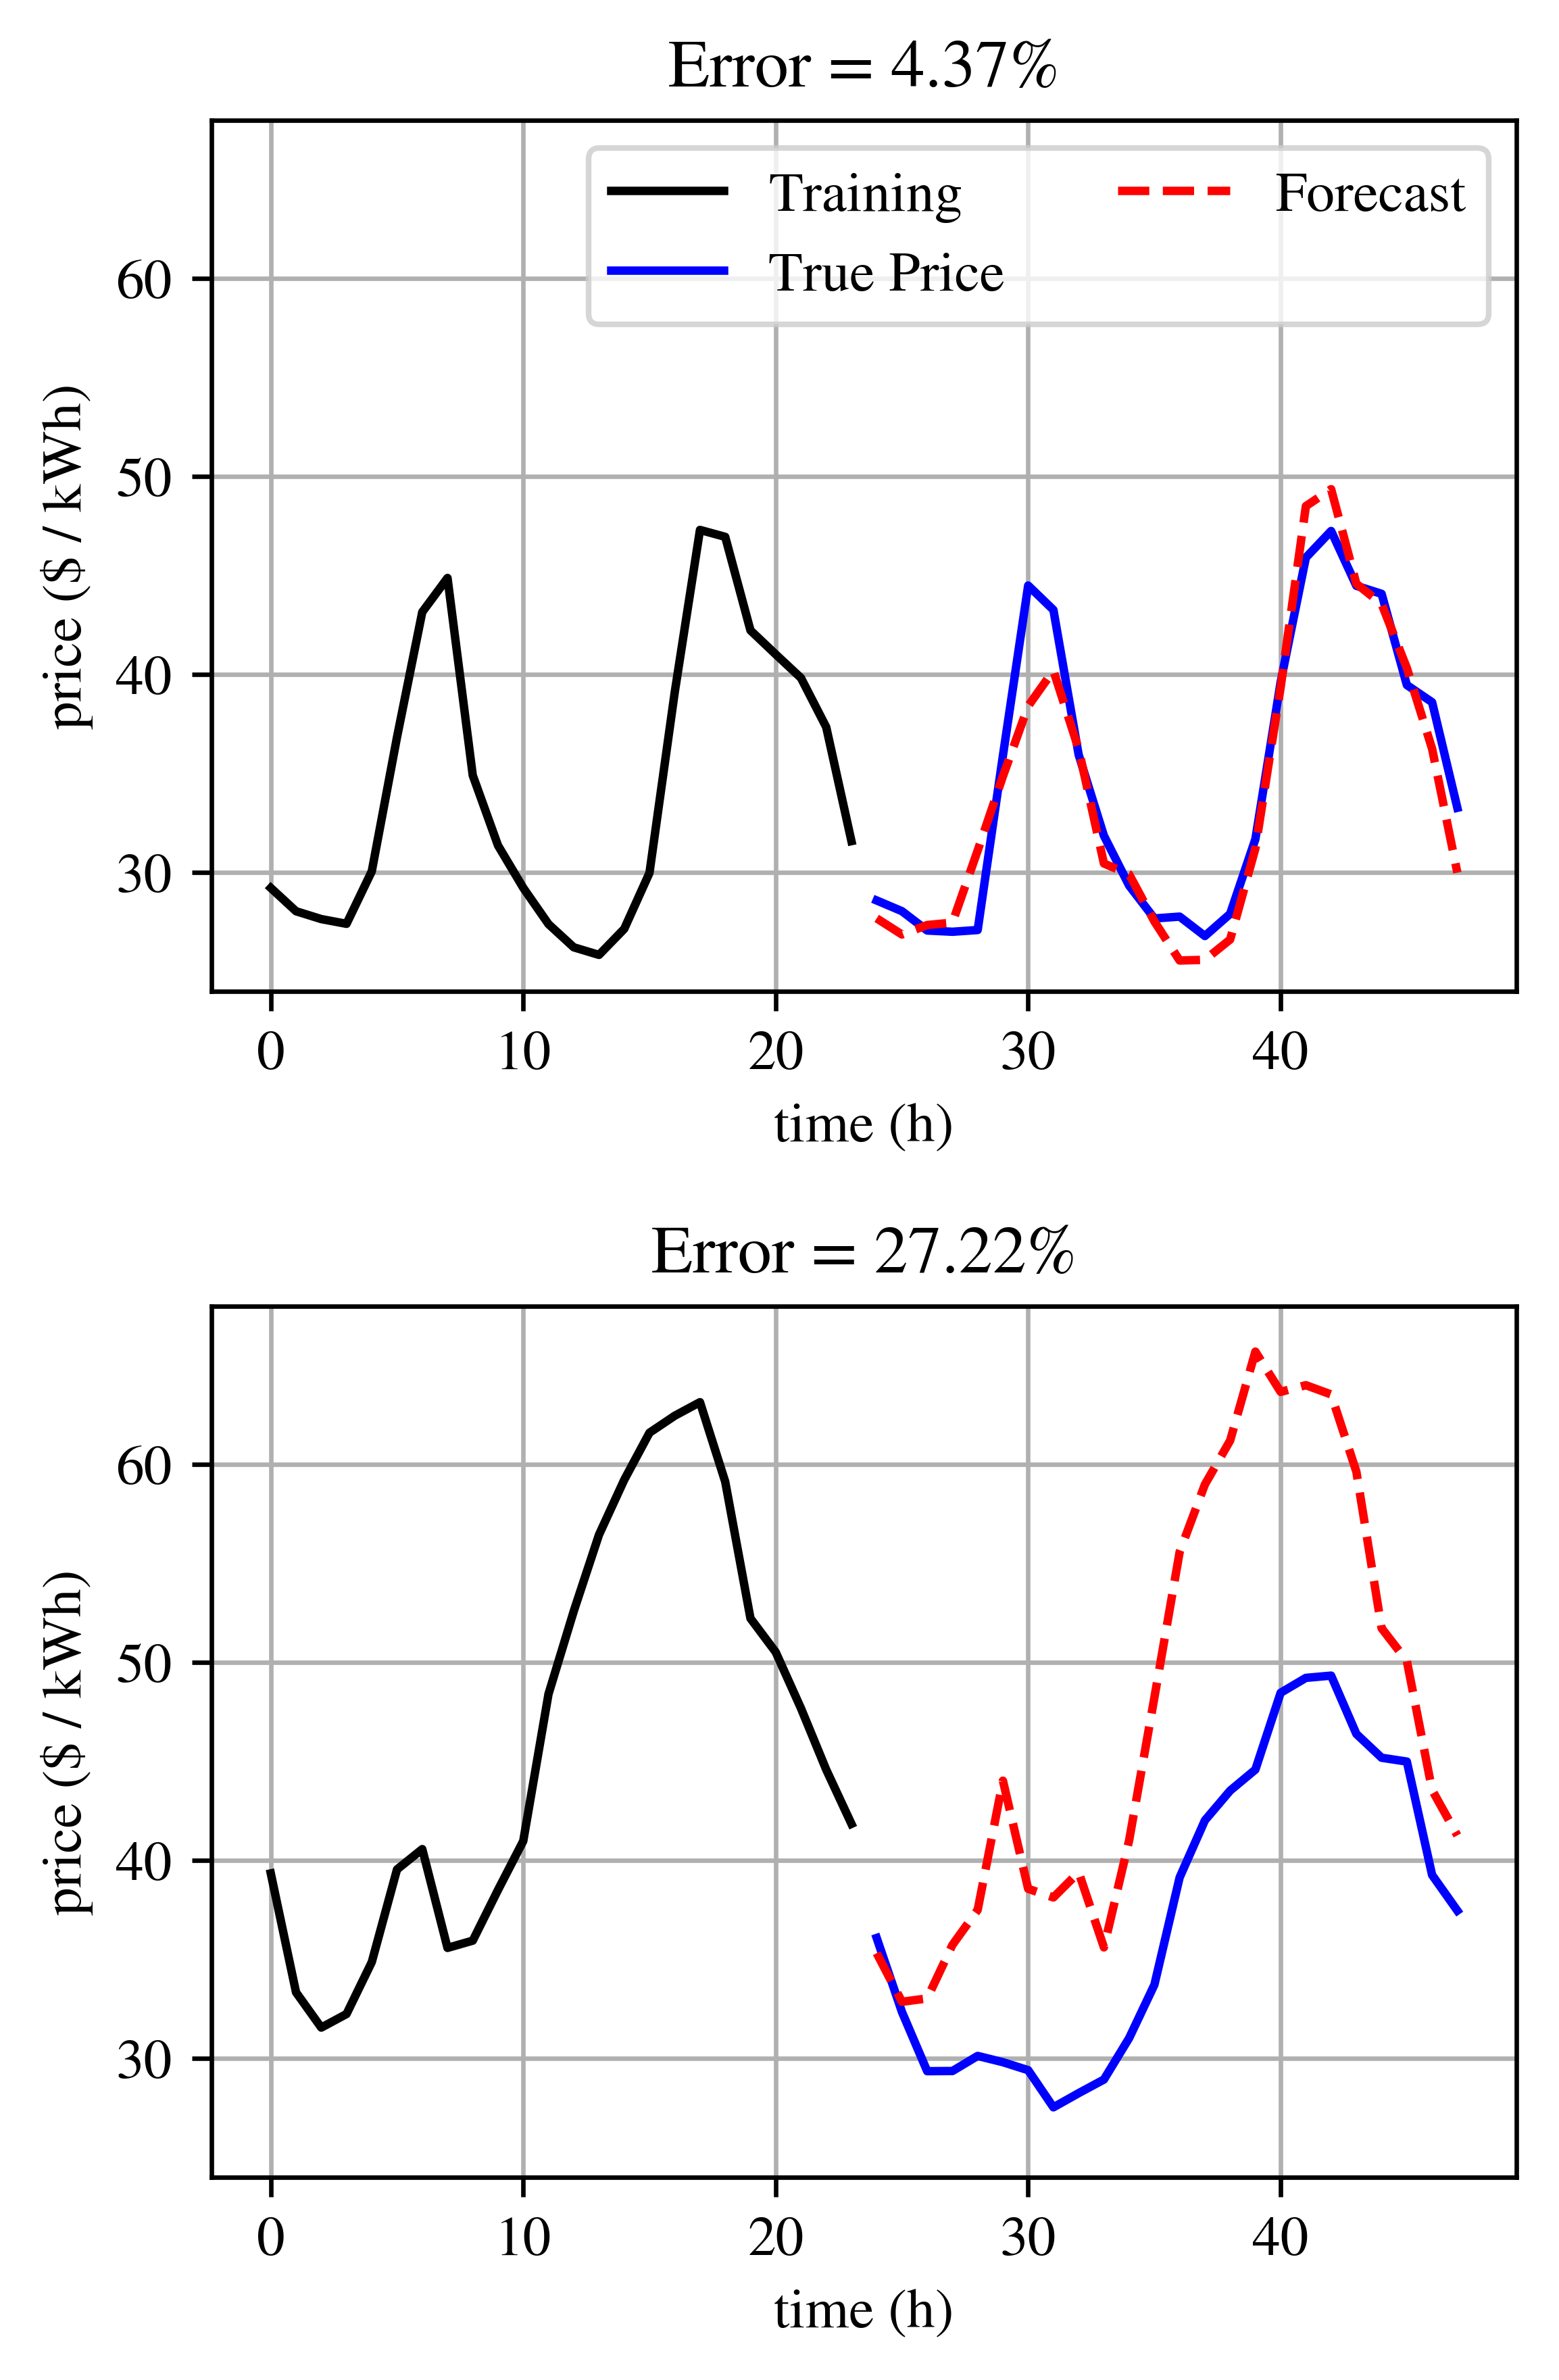 Error = 4.37%
Training
Forecast
True Price
60
50
40
30
price ($ / kWh)
0 10 20 30 40
time (h)
Error = 27.22%
60
50
40
30
price ($ / kWh)
0 10 20 30 40
time (h)